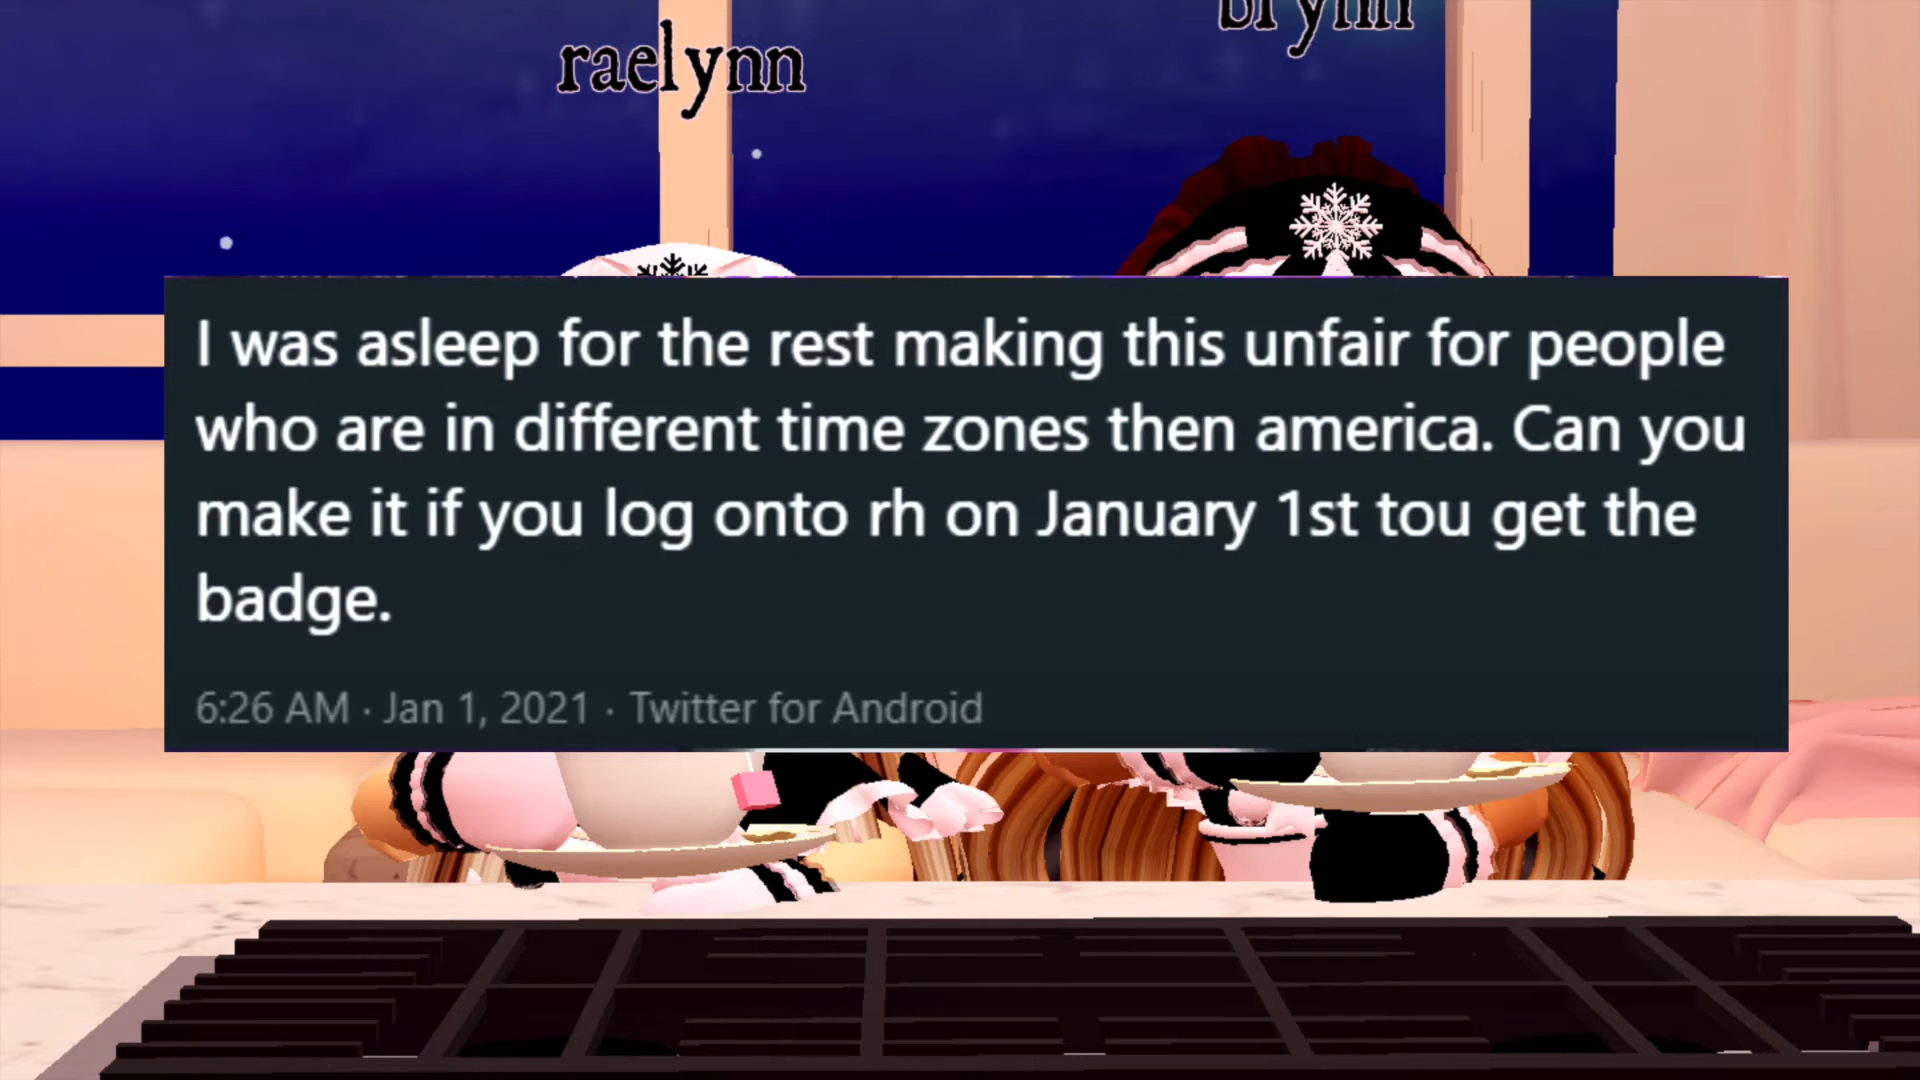 raelynn
brynn
I was asleep for the rest making this unfair for people
who are in different time zones then america. Can you
make it if you log onto rh on January 1st tou get the
badge.
6:26 AM · Jan 1, 2021 · Twitter for Android